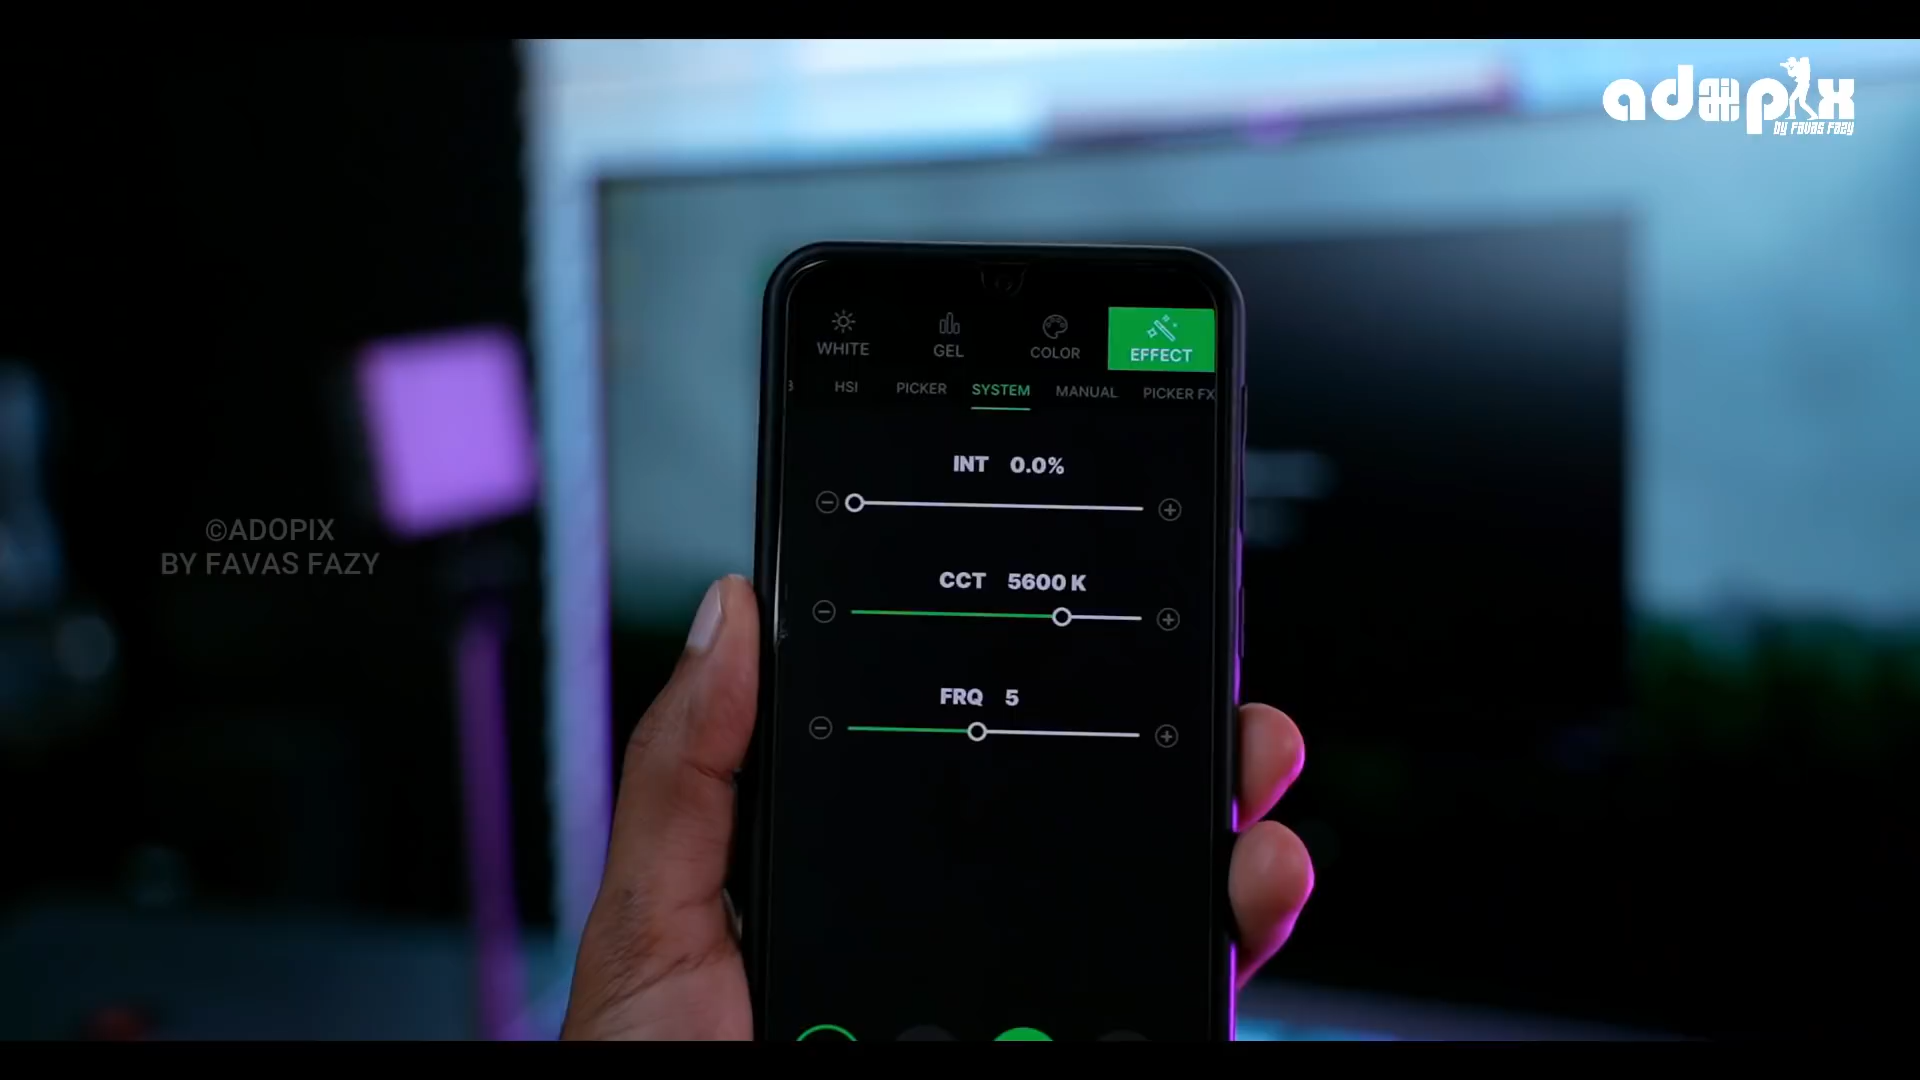 adopix
BY FAVAS FAZY
WHITE
GEL
COLOR
EFFECT
HSI
PICKER
SYSTEM
MANUAL
PICKER FX
INT 0.0%
CCT 5600 K
FRQ 5
©ADOPIX
BY FAVAS FAZY